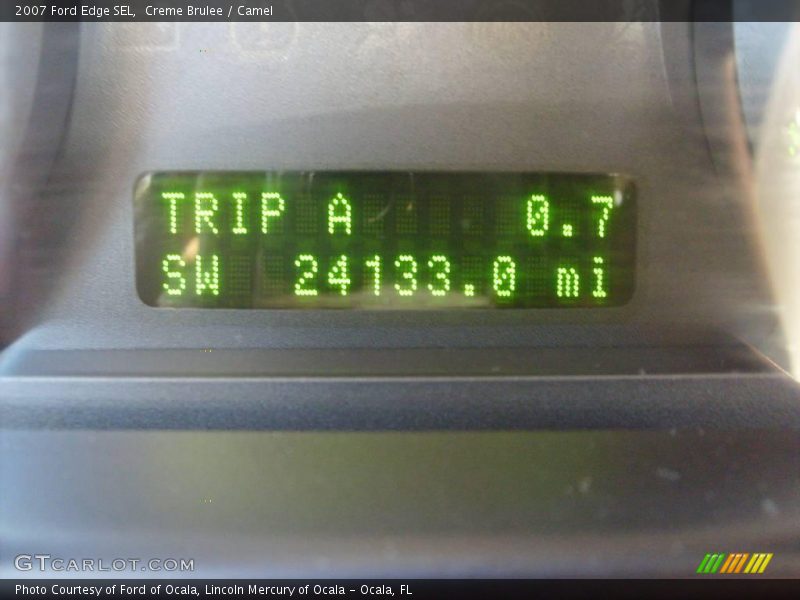 2007 Ford Edge SEL, Creme Brulee / Camel
TRIP A 0.7
SW 24133.0 mi
GTCARLOT.COM
Photo Courtesy of Ford of Ocala, Lincoln Mercury of Ocala - Ocala, FL